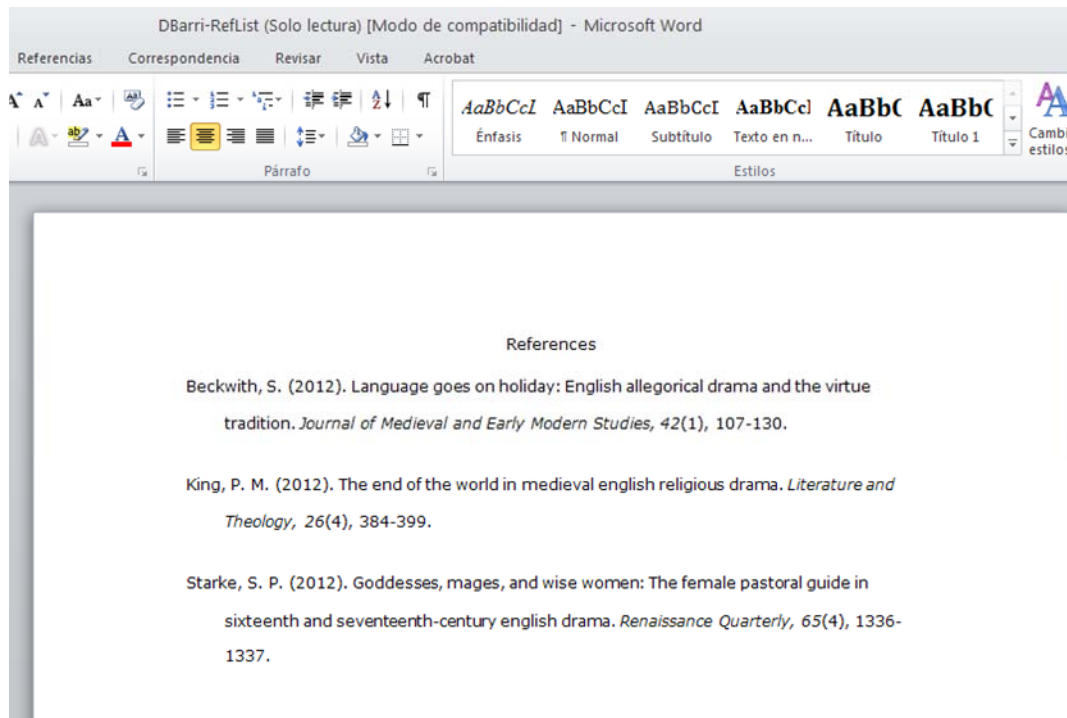 DBarri-RefList (Solo lectura) [Modo de compatibilidad] - Microsoft Word
Referencias Correspondencia Revisar Vista Acrobat
Aa
AaBbCcI AaBbCcI AaBbCcI AaBbCcI AaBbC AaBbC
Énfasis ¶ Normal Subtítulo Texto en n... Título Título 1
Cambi
estilos
Párrafo Estilos
References
Beckwith, S. (2012). Language goes on holiday: English allegorical drama and the virtue
tradition. Journal of Medieval and Early Modern Studies, 42(1), 107-130.
King, P. M. (2012). The end of the world in medieval english religious drama. Literature and
Theology, 26(4), 384-399.
Starke, S. P. (2012). Goddesses, mages, and wise women: The female pastoral guide in
sixteenth and seventeenth-century english drama. Renaissance Quarterly, 65(4), 1336-
1337.